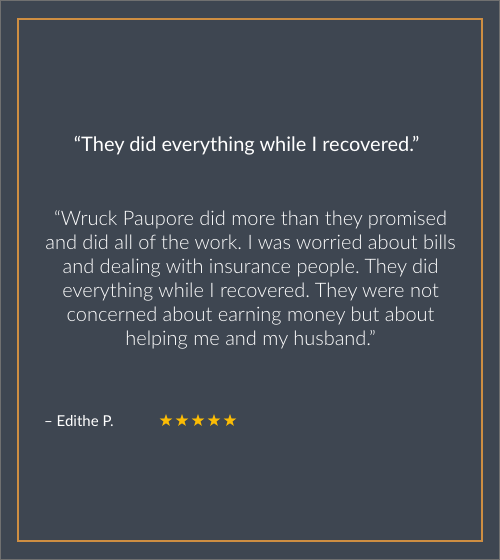 “They did everything while I recovered.”
“Wruck Paupore did more than they promised
and did all of the work. I was worried about bills
and dealing with insurance people. They did
everything while I recovered. They were not
concerned about earning money but about
helping me and my husband.”
– Edithe P. ★★★★★